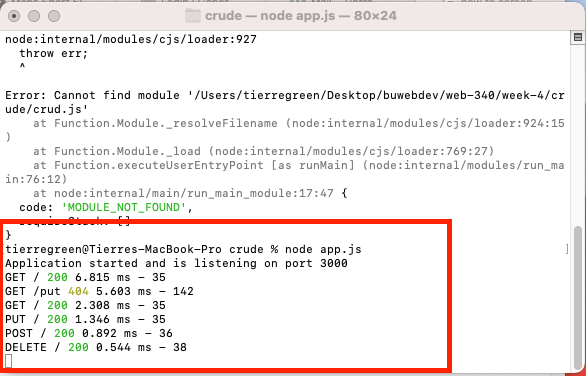 crude — node app.js — 80×24
node:internal/modules/cjs/loader:927
  throw err;
  ^
Error: Cannot find module '/Users/tierregreen/Desktop/buwebdev/web-340/week-4/cr
ude/crud.js'
    at Function.Module._resolveFilename (node:internal/modules/cjs/loader:924:15
)
    at Function.Module._load (node:internal/modules/cjs/loader:769:27)
    at Function.executeUserEntryPoint [as runMain] (node:internal/modules/run_ma
in:76:12)
    at node:internal/main/run_main_module:17:47 {
  code: 'MODULE_NOT_FOUND',
}
tierregreen@Tierres-MacBook-Pro crude % node app.js
Application started and is listening on port 3000
GET / 200 6.815 ms - 35
GET /put 404 5.603 ms - 142
GET / 200 2.308 ms - 35
PUT / 200 1.346 ms - 35
POST / 200 0.892 ms - 36
DELETE / 200 0.544 ms - 38